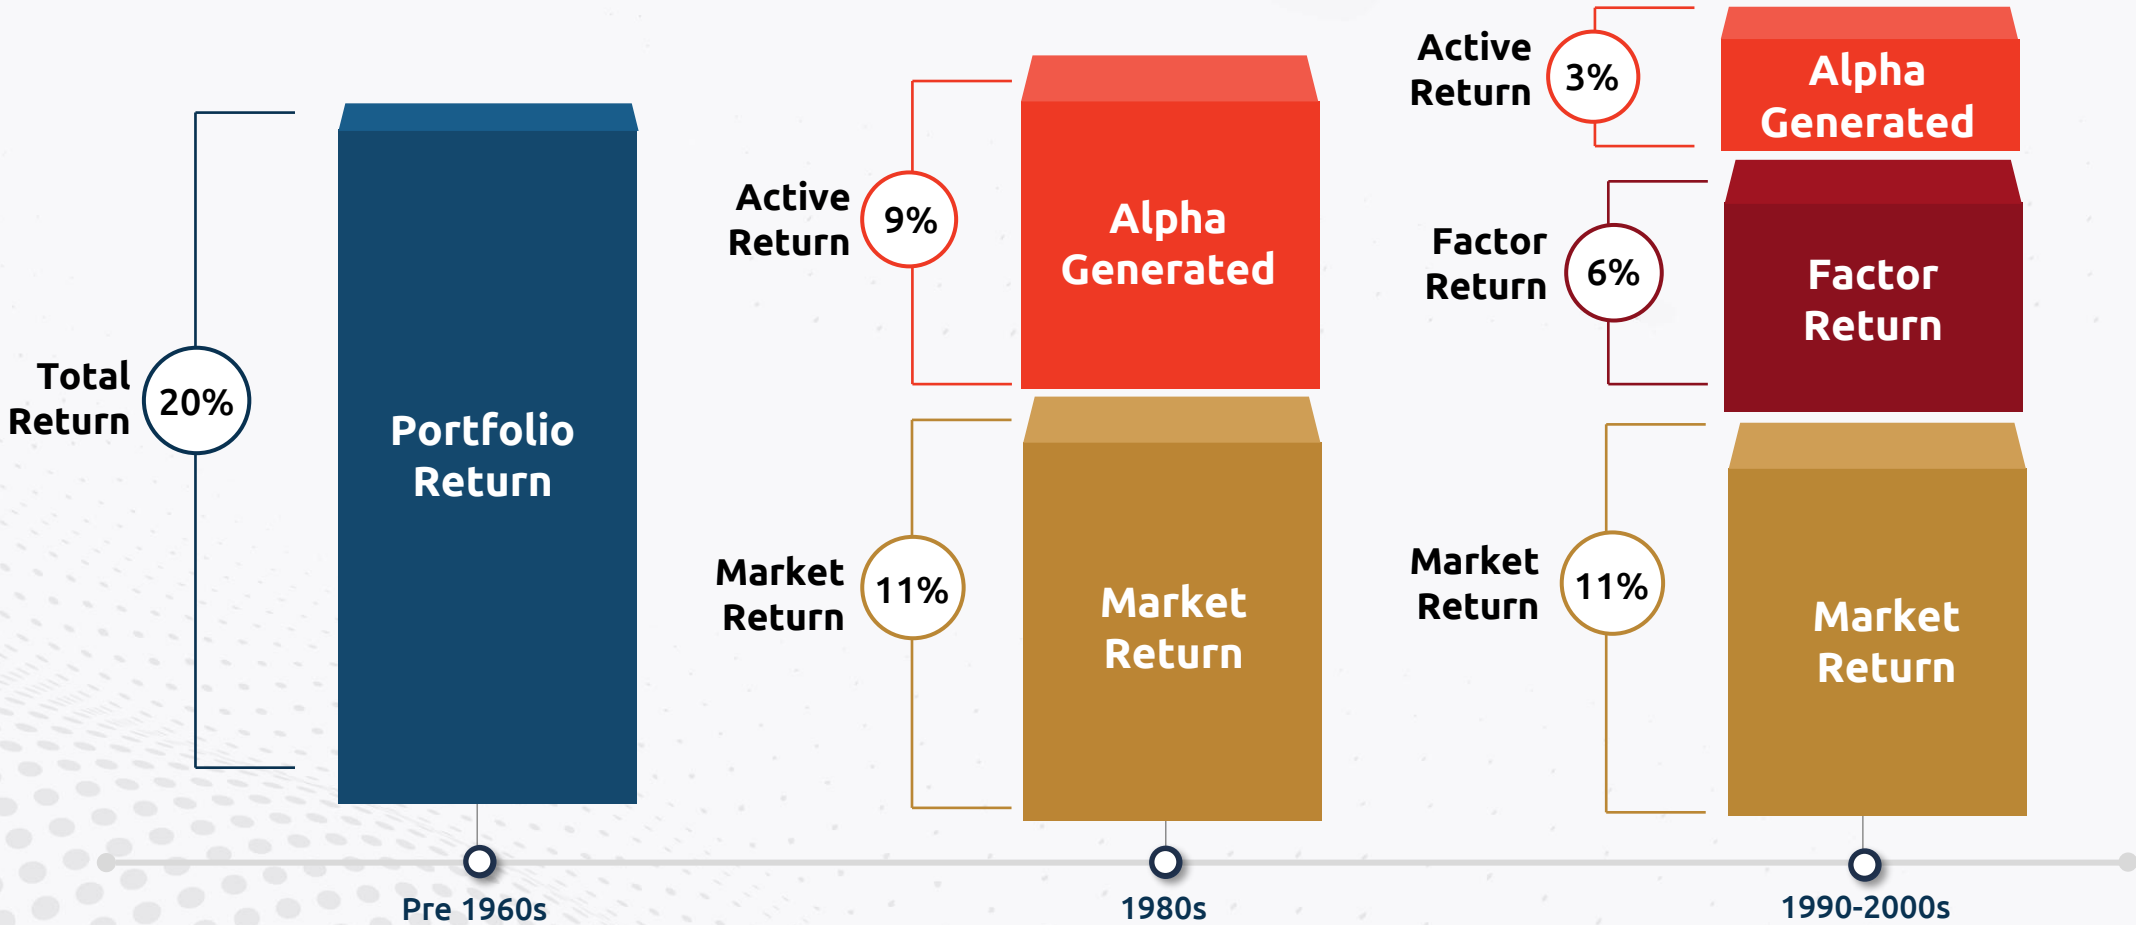 Total
Return
20%
Portfolio
Return
Pre 1960s
Active
Return
9%
Alpha
Generated
Market
Return
11%
Market
Return
1980s
Active
Return
3%
Alpha
Generated
Factor
Return
6%
Factor
Return
Market
Return
11%
Market
Return
1990-2000s